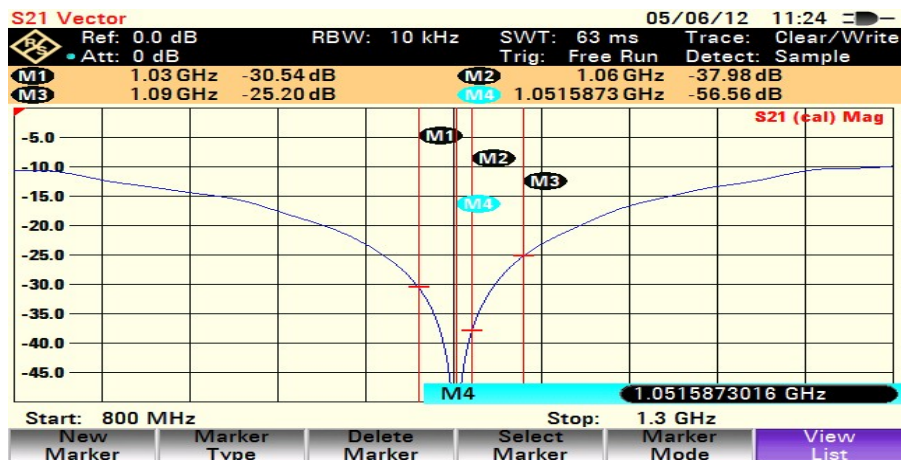 S21 Vector 05/06/12 11:24
Ref: 0.0 dB RBW: 10 kHz SWT: 63 ms Trace: Clear/Write
Att: 0 dB Trig: Free Run Detect: Sample
M1 1.03 GHz -30.54 dB M2 1.06 GHz -37.98 dB
M3 1.09 GHz -25.20 dB M4 1.0515873 GHz -56.56 dB
S21 (cal) Mag
-5.0
M1
M2
-10.0
M3
-15.0
M4
-20.0
-25.0
-30.0
-35.0
-40.0
-45.0
M4 1.0515873016 GHz
Start: 800 MHz Stop: 1.3 GHz
New Marker Delete Select Marker View
Marker Type Marker Marker Mode List